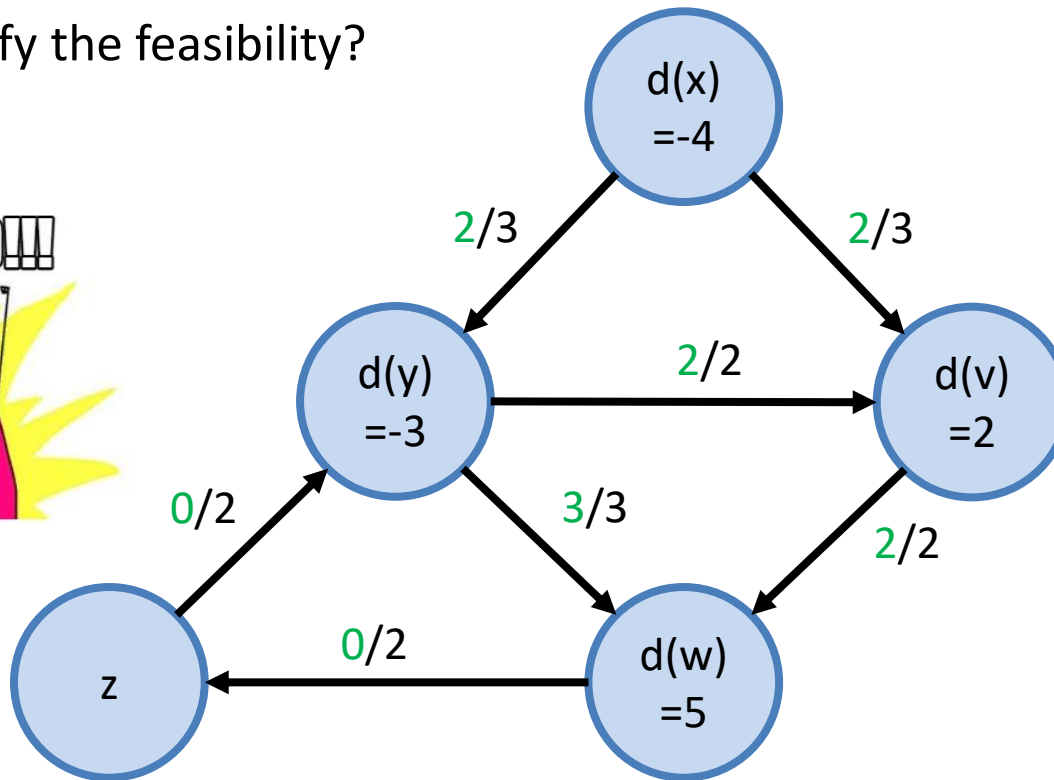 fy the feasibility?
d(x)
=-4
2/3
2/3
!!!
d(y)
=-3
2/2
d(v)
=2
0/2
3/3
2/2
z
0/2
d(w)
=5